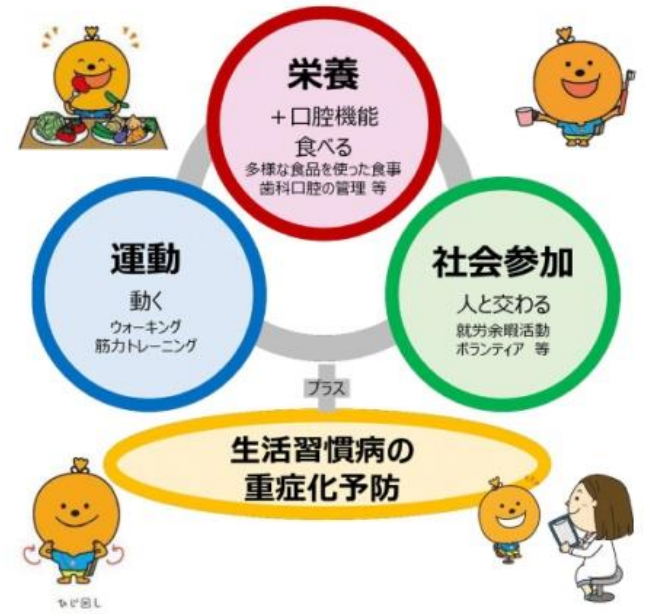 栄養
＋口腔機能
食べる
多様な食品を使った食事
歯科口腔の管理 等
運動
動く
ウォーキング
筋力トレーニング
社会参加
人と交わる
就労余暇活動
ボランティア 等
プラス
生活習慣病の
重症化予防
ひじ回し